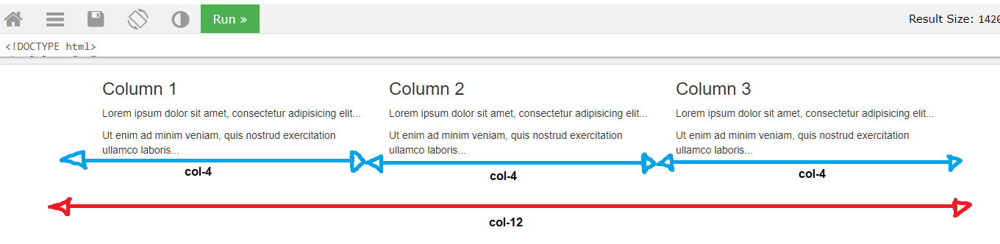 Run »
Result Size: 1420
<!DOCTYPE html>
Column 1
Lorem ipsum dolor sit amet, consectetur adipisicing elit...
Ut enim ad minim veniam, quis nostrud exercitation
ullamco laboris...
col-4
Column 2
Lorem ipsum dolor sit amet, consectetur adipisicing elit...
Ut enim ad minim veniam, quis nostrud exercitation
ullamco laboris...
col-4
Column 3
Lorem ipsum dolor sit amet, consectetur adipisicing elit...
Ut enim ad minim veniam, quis nostrud exercitation
ullamco laboris...
col-4
col-12